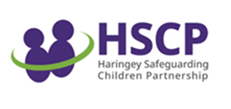 HSCP
Haringey Safeguarding
Children Partnership